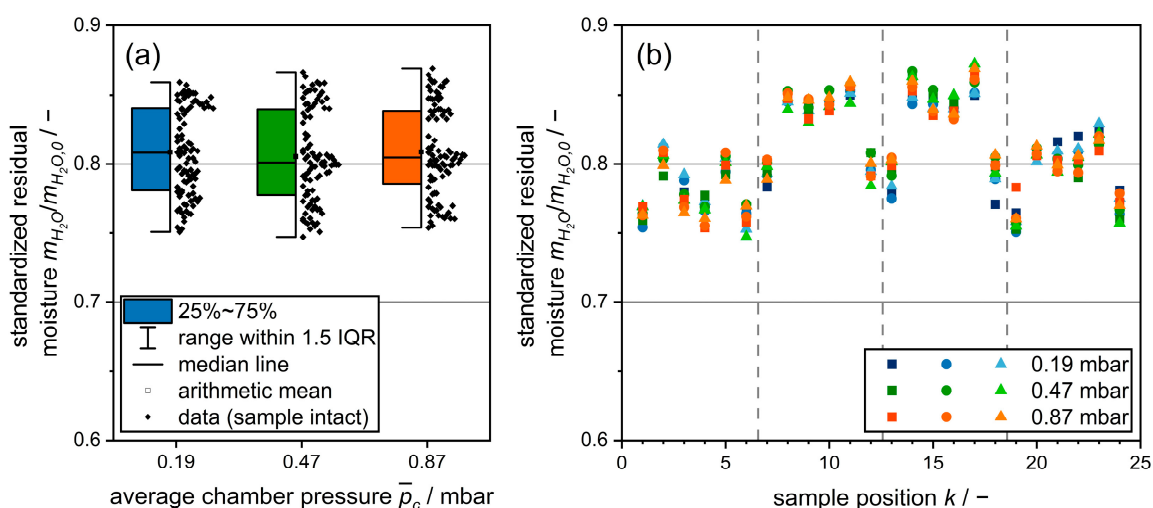 (a)
standardized residual
moisture m_H₂O/m_H₂O,0 / –
0.9
0.8
0.7
0.6
25%~75%
range within 1.5 IQR
median line
arithmetic mean
data (sample intact)
0.19 0.47 0.87
average chamber pressure p̅_c / mbar
(b)
standardized residual
moisture m_H₂O/m_H₂O,0 / –
0.9
0.8
0.7
0.6
0.19 mbar
0.47 mbar
0.87 mbar
0 5 10 15 20 25
sample position k / –